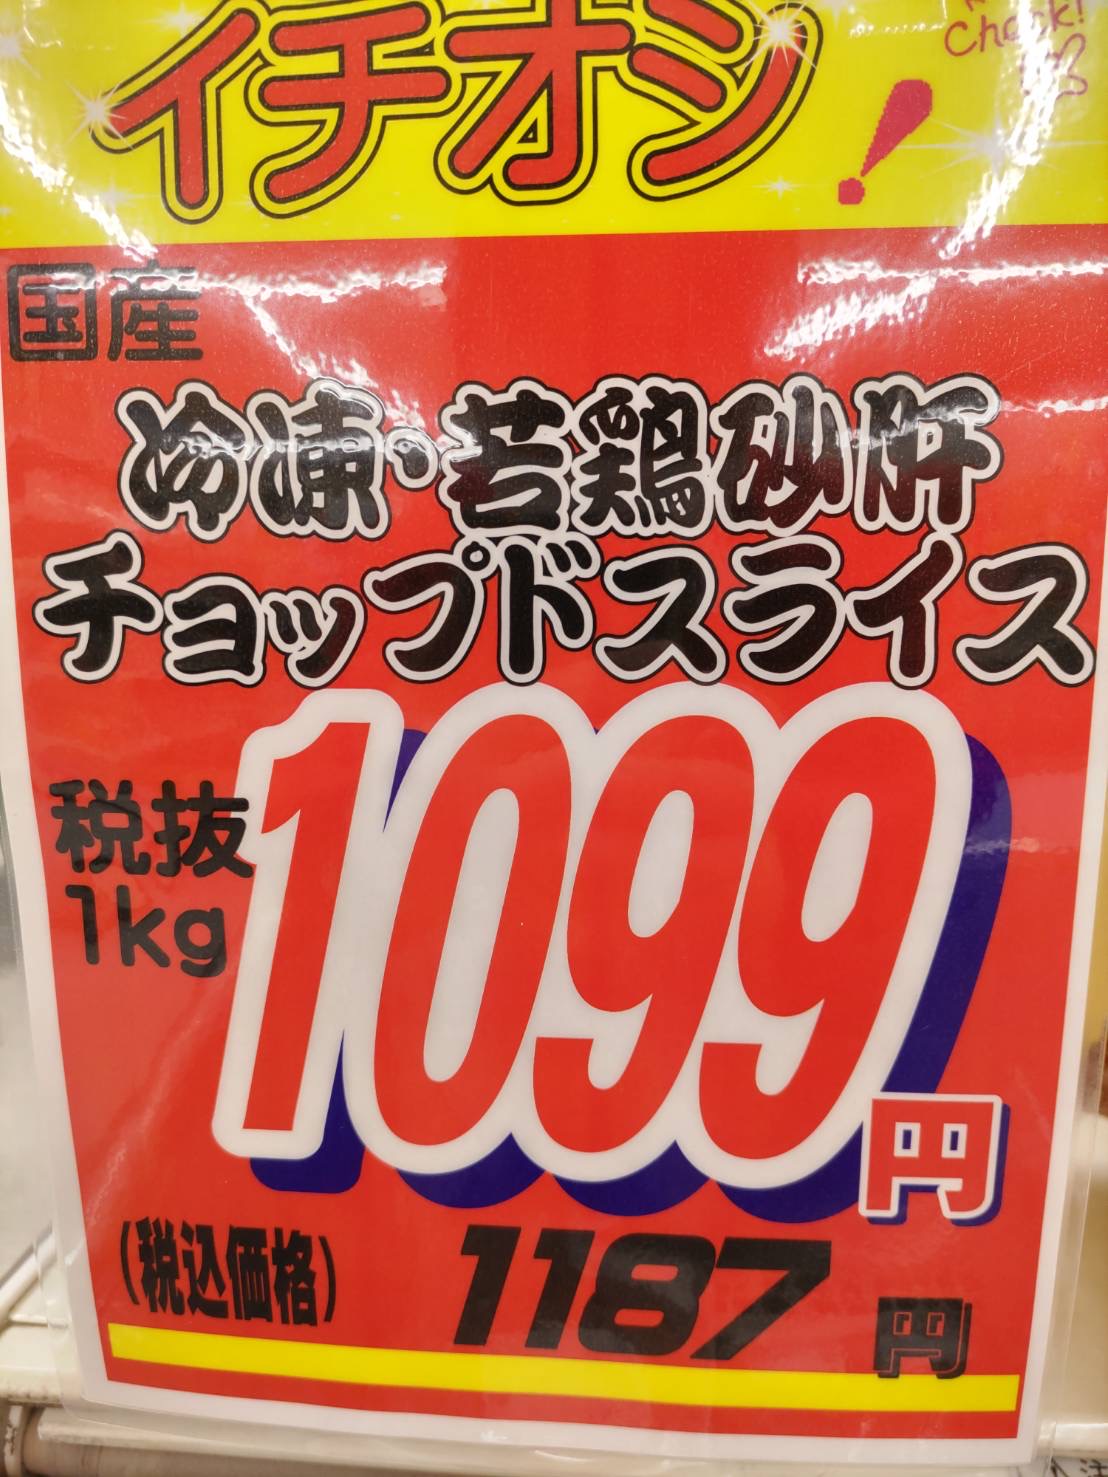 Check!
イチオシ!
国産
冷凍・若鶏砂肝
チョップドスライス
税抜
1kg
1099円
(税込価格) 1187円